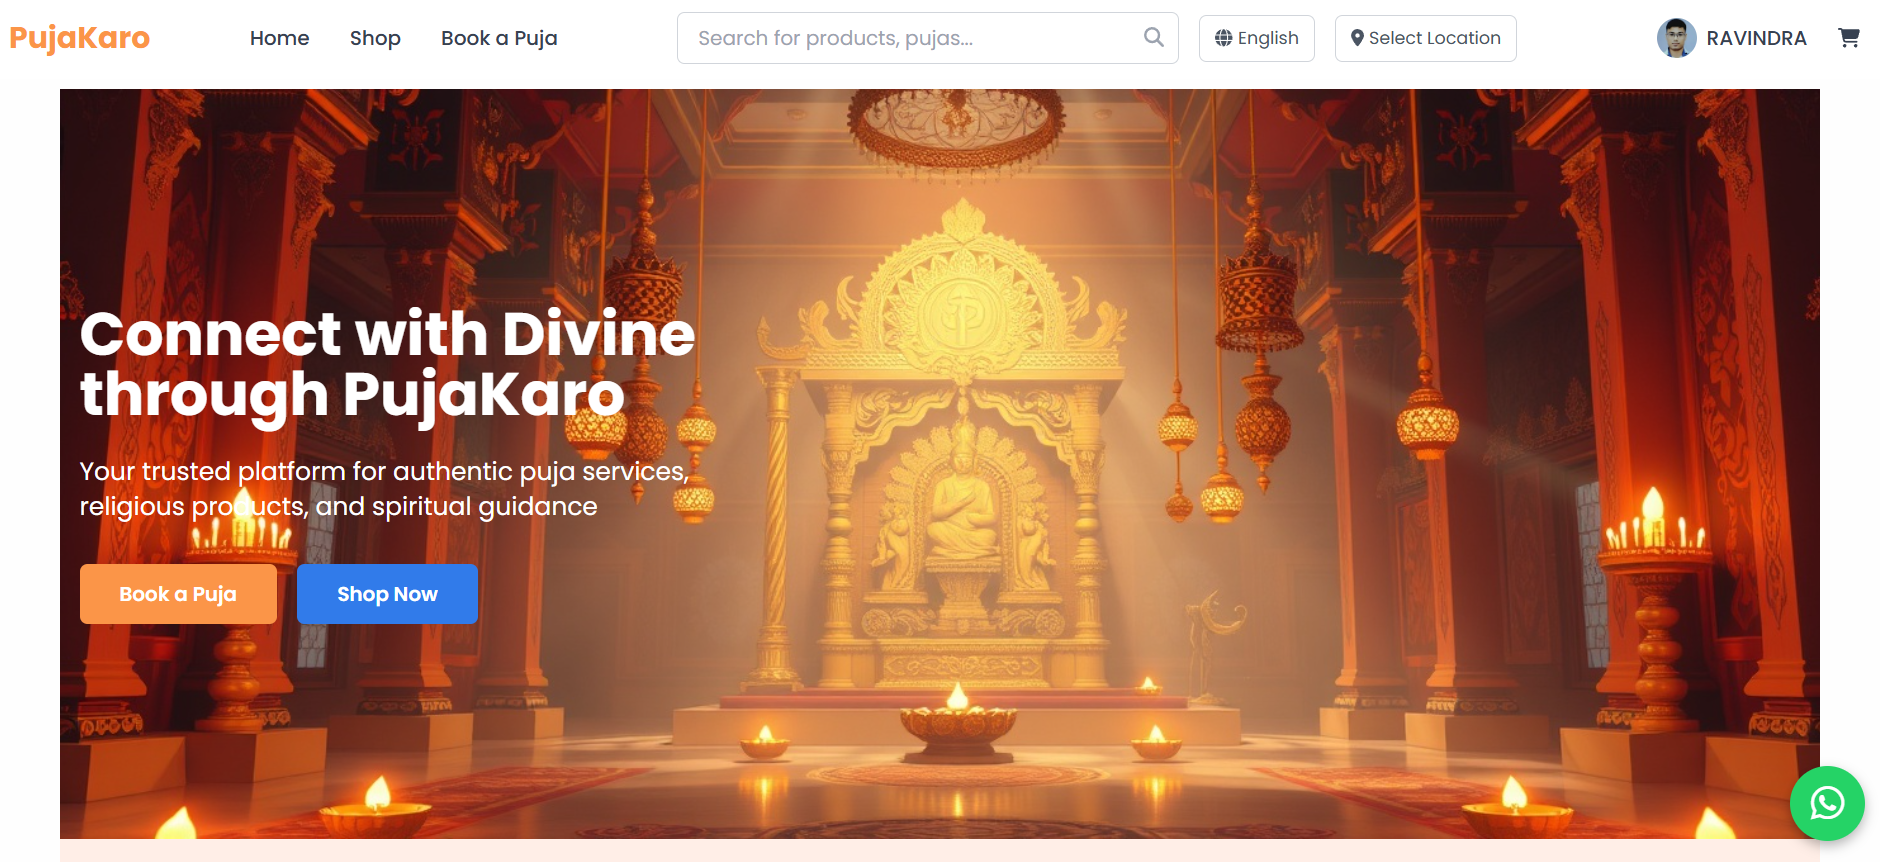 PujaKaro
Home
Shop
Book a Puja
Search for products, pujas...
English
Select Location
RAVINDRA
Connect with Divine
through PujaKaro
Your trusted platform for authentic puja services,
religious products, and spiritual guidance
Book a Puja
Shop Now